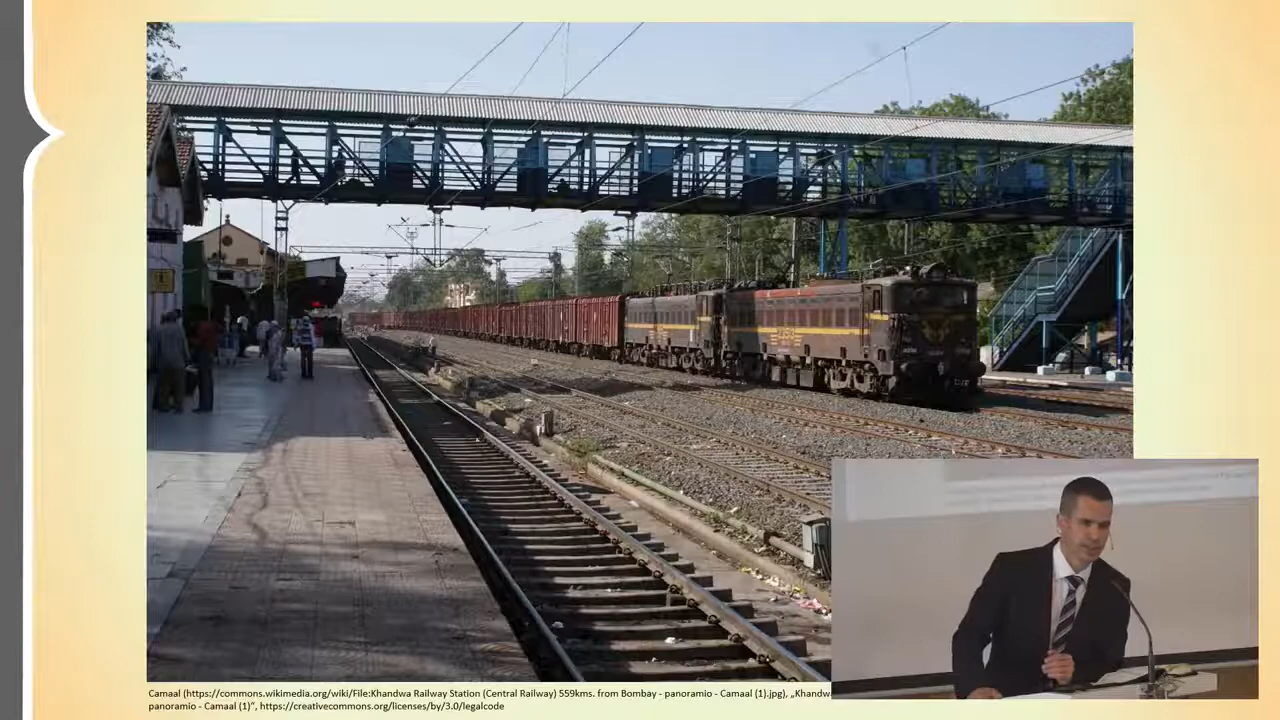 Camaal (https://commons.wikimedia.org/wiki/File:Khandwa Railway Station (Central Railway) 559kms. from Bombay - panoramio - Camaal (1).jpg), „Khandw
panoramio - Camaal (1)“, https://creativecommons.org/licenses/by/3.0/legalcode